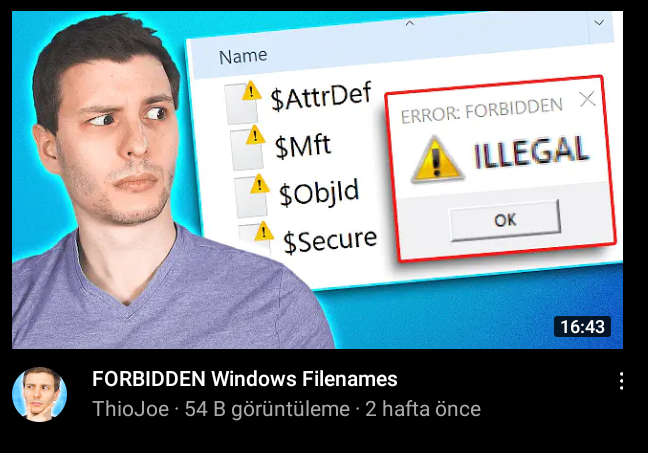 Name
$AttrDef
$Mft
$ObjId
$Secure
ERROR: FORBIDDEN
ILLEGAL
OK
16:43
FORBIDDEN Windows Filenames
ThioJoe · 54 B görüntüleme · 2 hafta önce